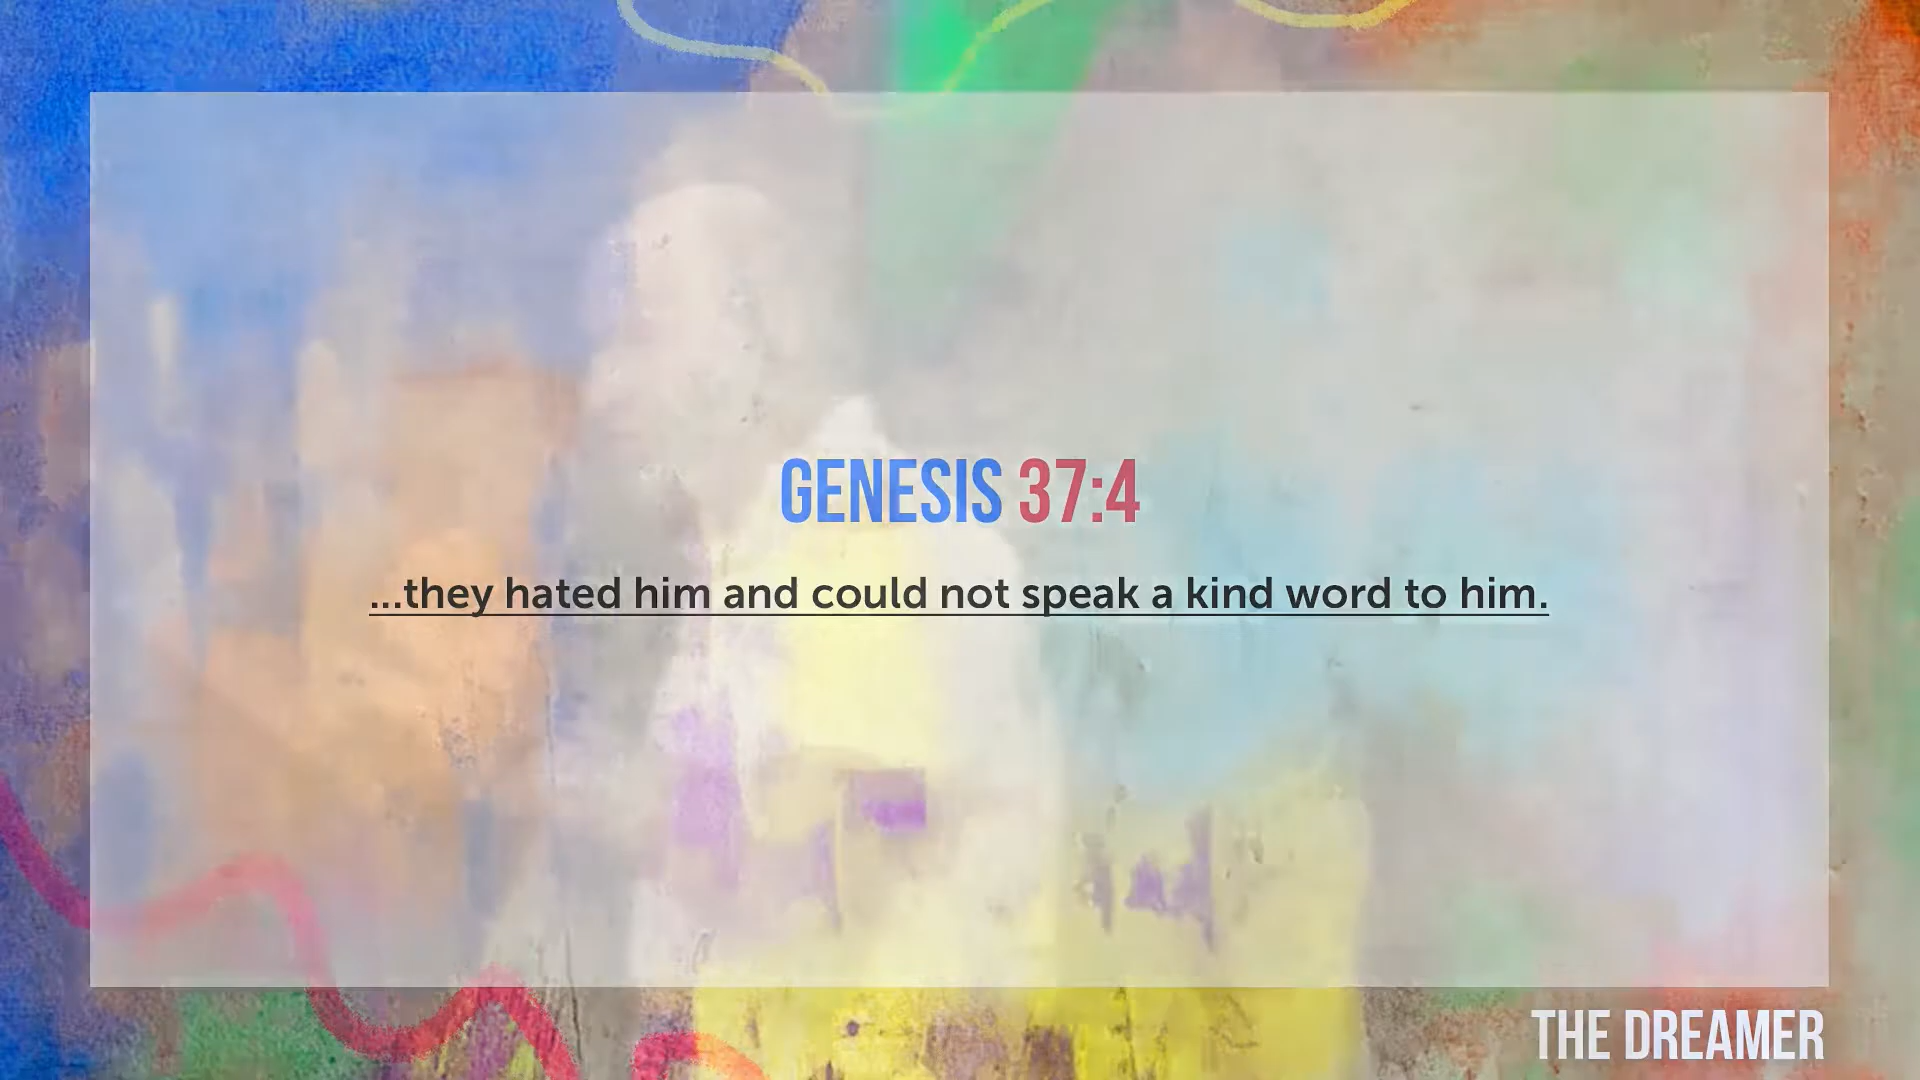 GENESIS 37:4
...they hated him and could not speak a kind word to him.
THE DREAMER